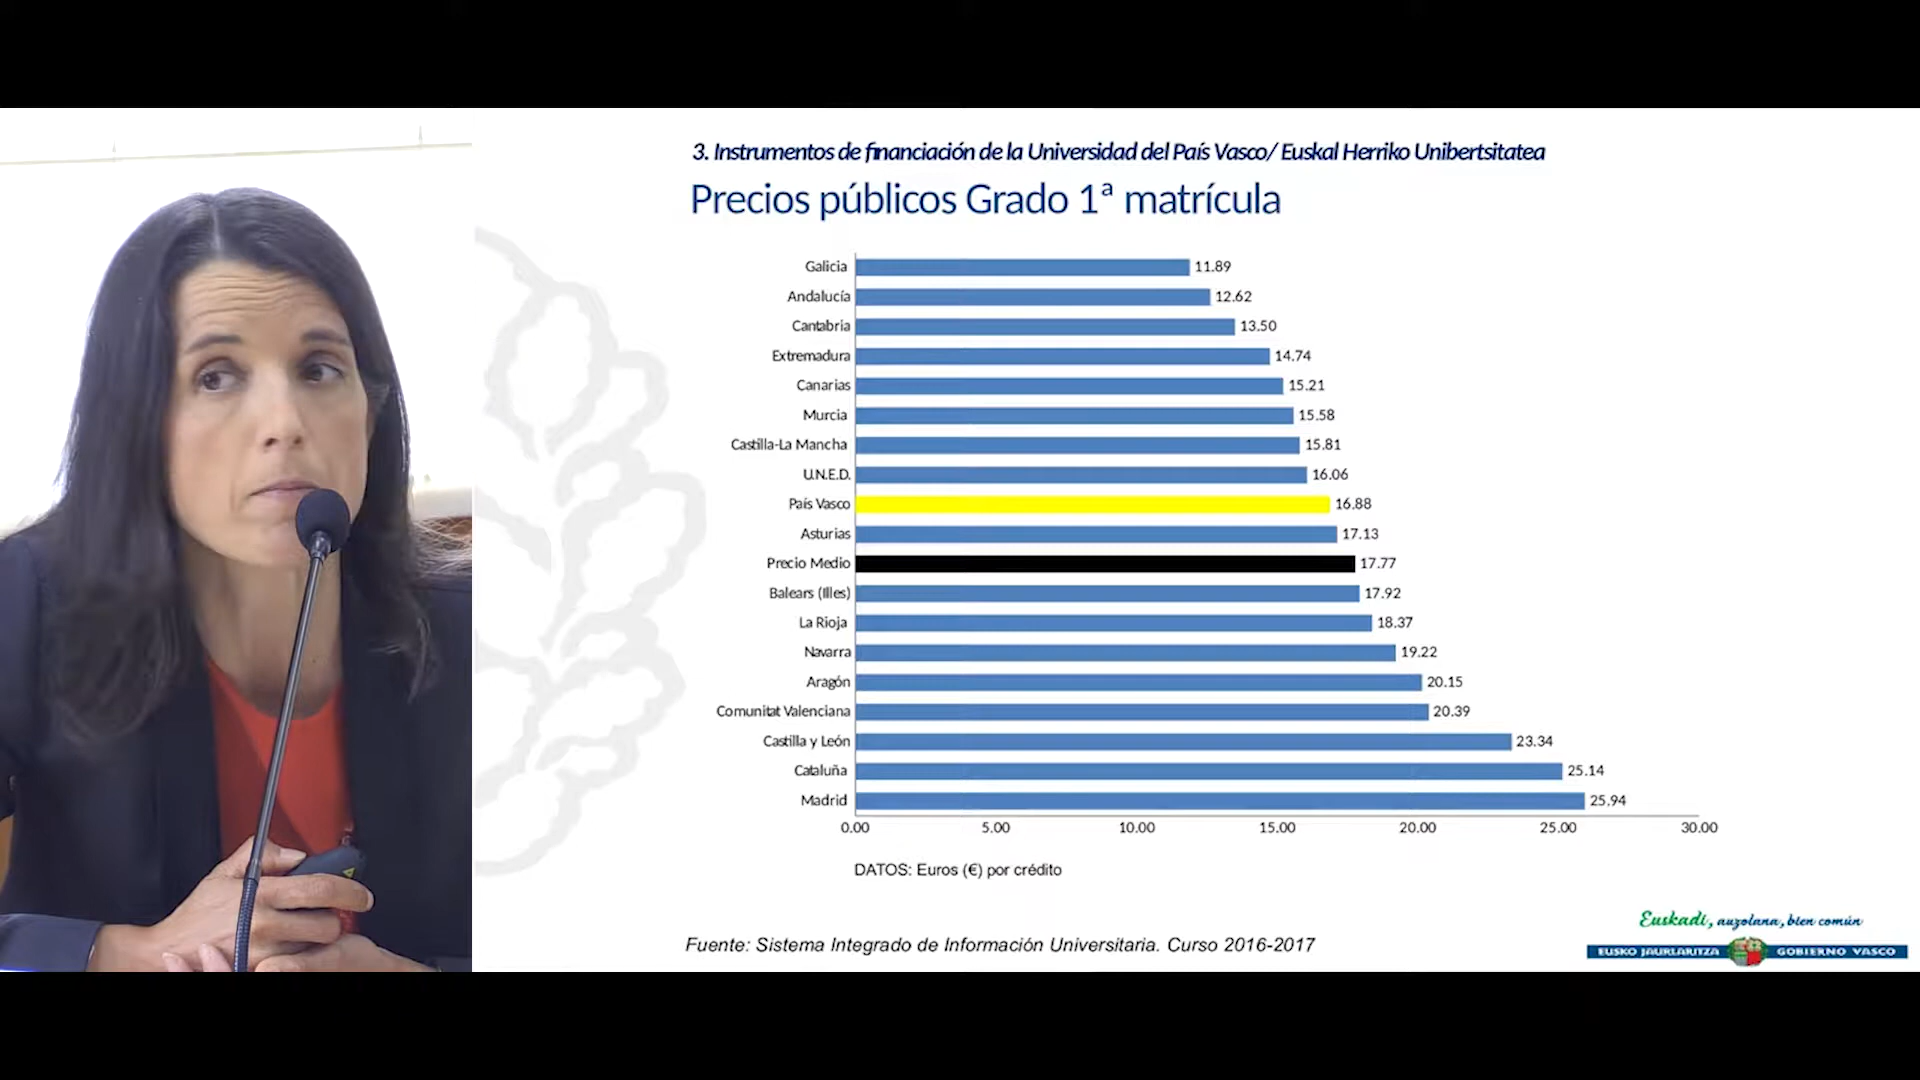 3. Instrumentos de financiación de la Universidad del País Vasco/ Euskal Herriko Unibertsitatea
Precios públicos Grado 1ª matrícula
Galicia 11.89
Andalucía 12.62
Cantabria 13.50
Extremadura 14.74
Canarias 15.21
Murcia 15.58
Castilla-La Mancha 15.81
U.N.E.D. 16.06
País Vasco 16.88
Asturias 17.13
Precio Medio 17.77
Balears (Illes) 17.92
La Rioja 18.37
Navarra 19.22
Aragón 20.15
Comunitat Valenciana 20.39
Castilla y León 23.34
Cataluña 25.14
Madrid 25.94
0.00 5.00 10.00 15.00 20.00 25.00 30.00
DATOS: Euros (€) por crédito
Euskadi, auzolana, bien común
Fuente: Sistema Integrado de Información Universitaria. Curso 2016-2017
EUSKO JAURLARITZA GOBIERNO VASCO